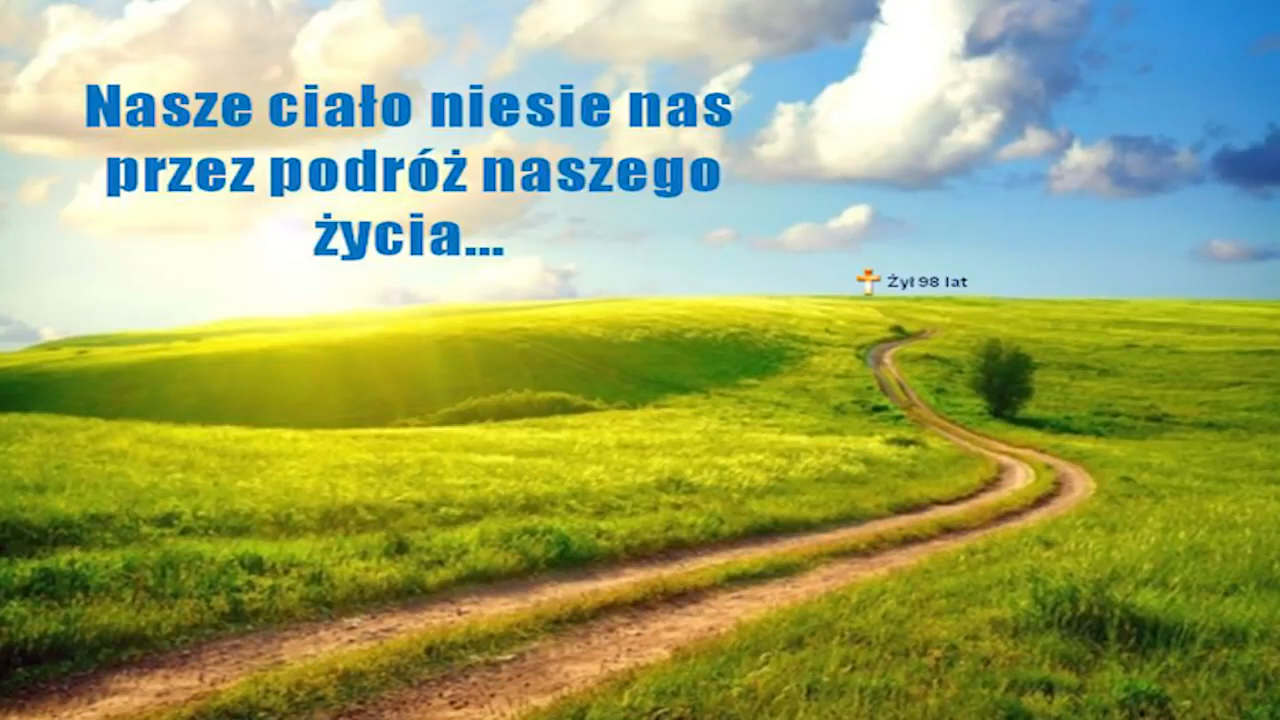 Nasze ciało niesie nas
przez podróż naszego
życia...
Żył 98 lat